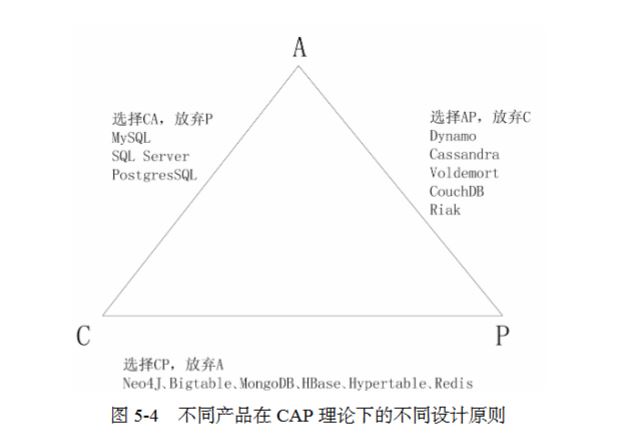 A
选择CA，放弃P
MySQL
SQL Server
PostgresSQL
选择AP，放弃C
Dynamo
Cassandra
Voldemort
CouchDB
Riak
C
P
选择CP，放弃A
Neo4J、Bigtable、MongoDB、HBase、Hypertable、Redis
图 5-4 不同产品在 CAP 理论下的不同设计原则